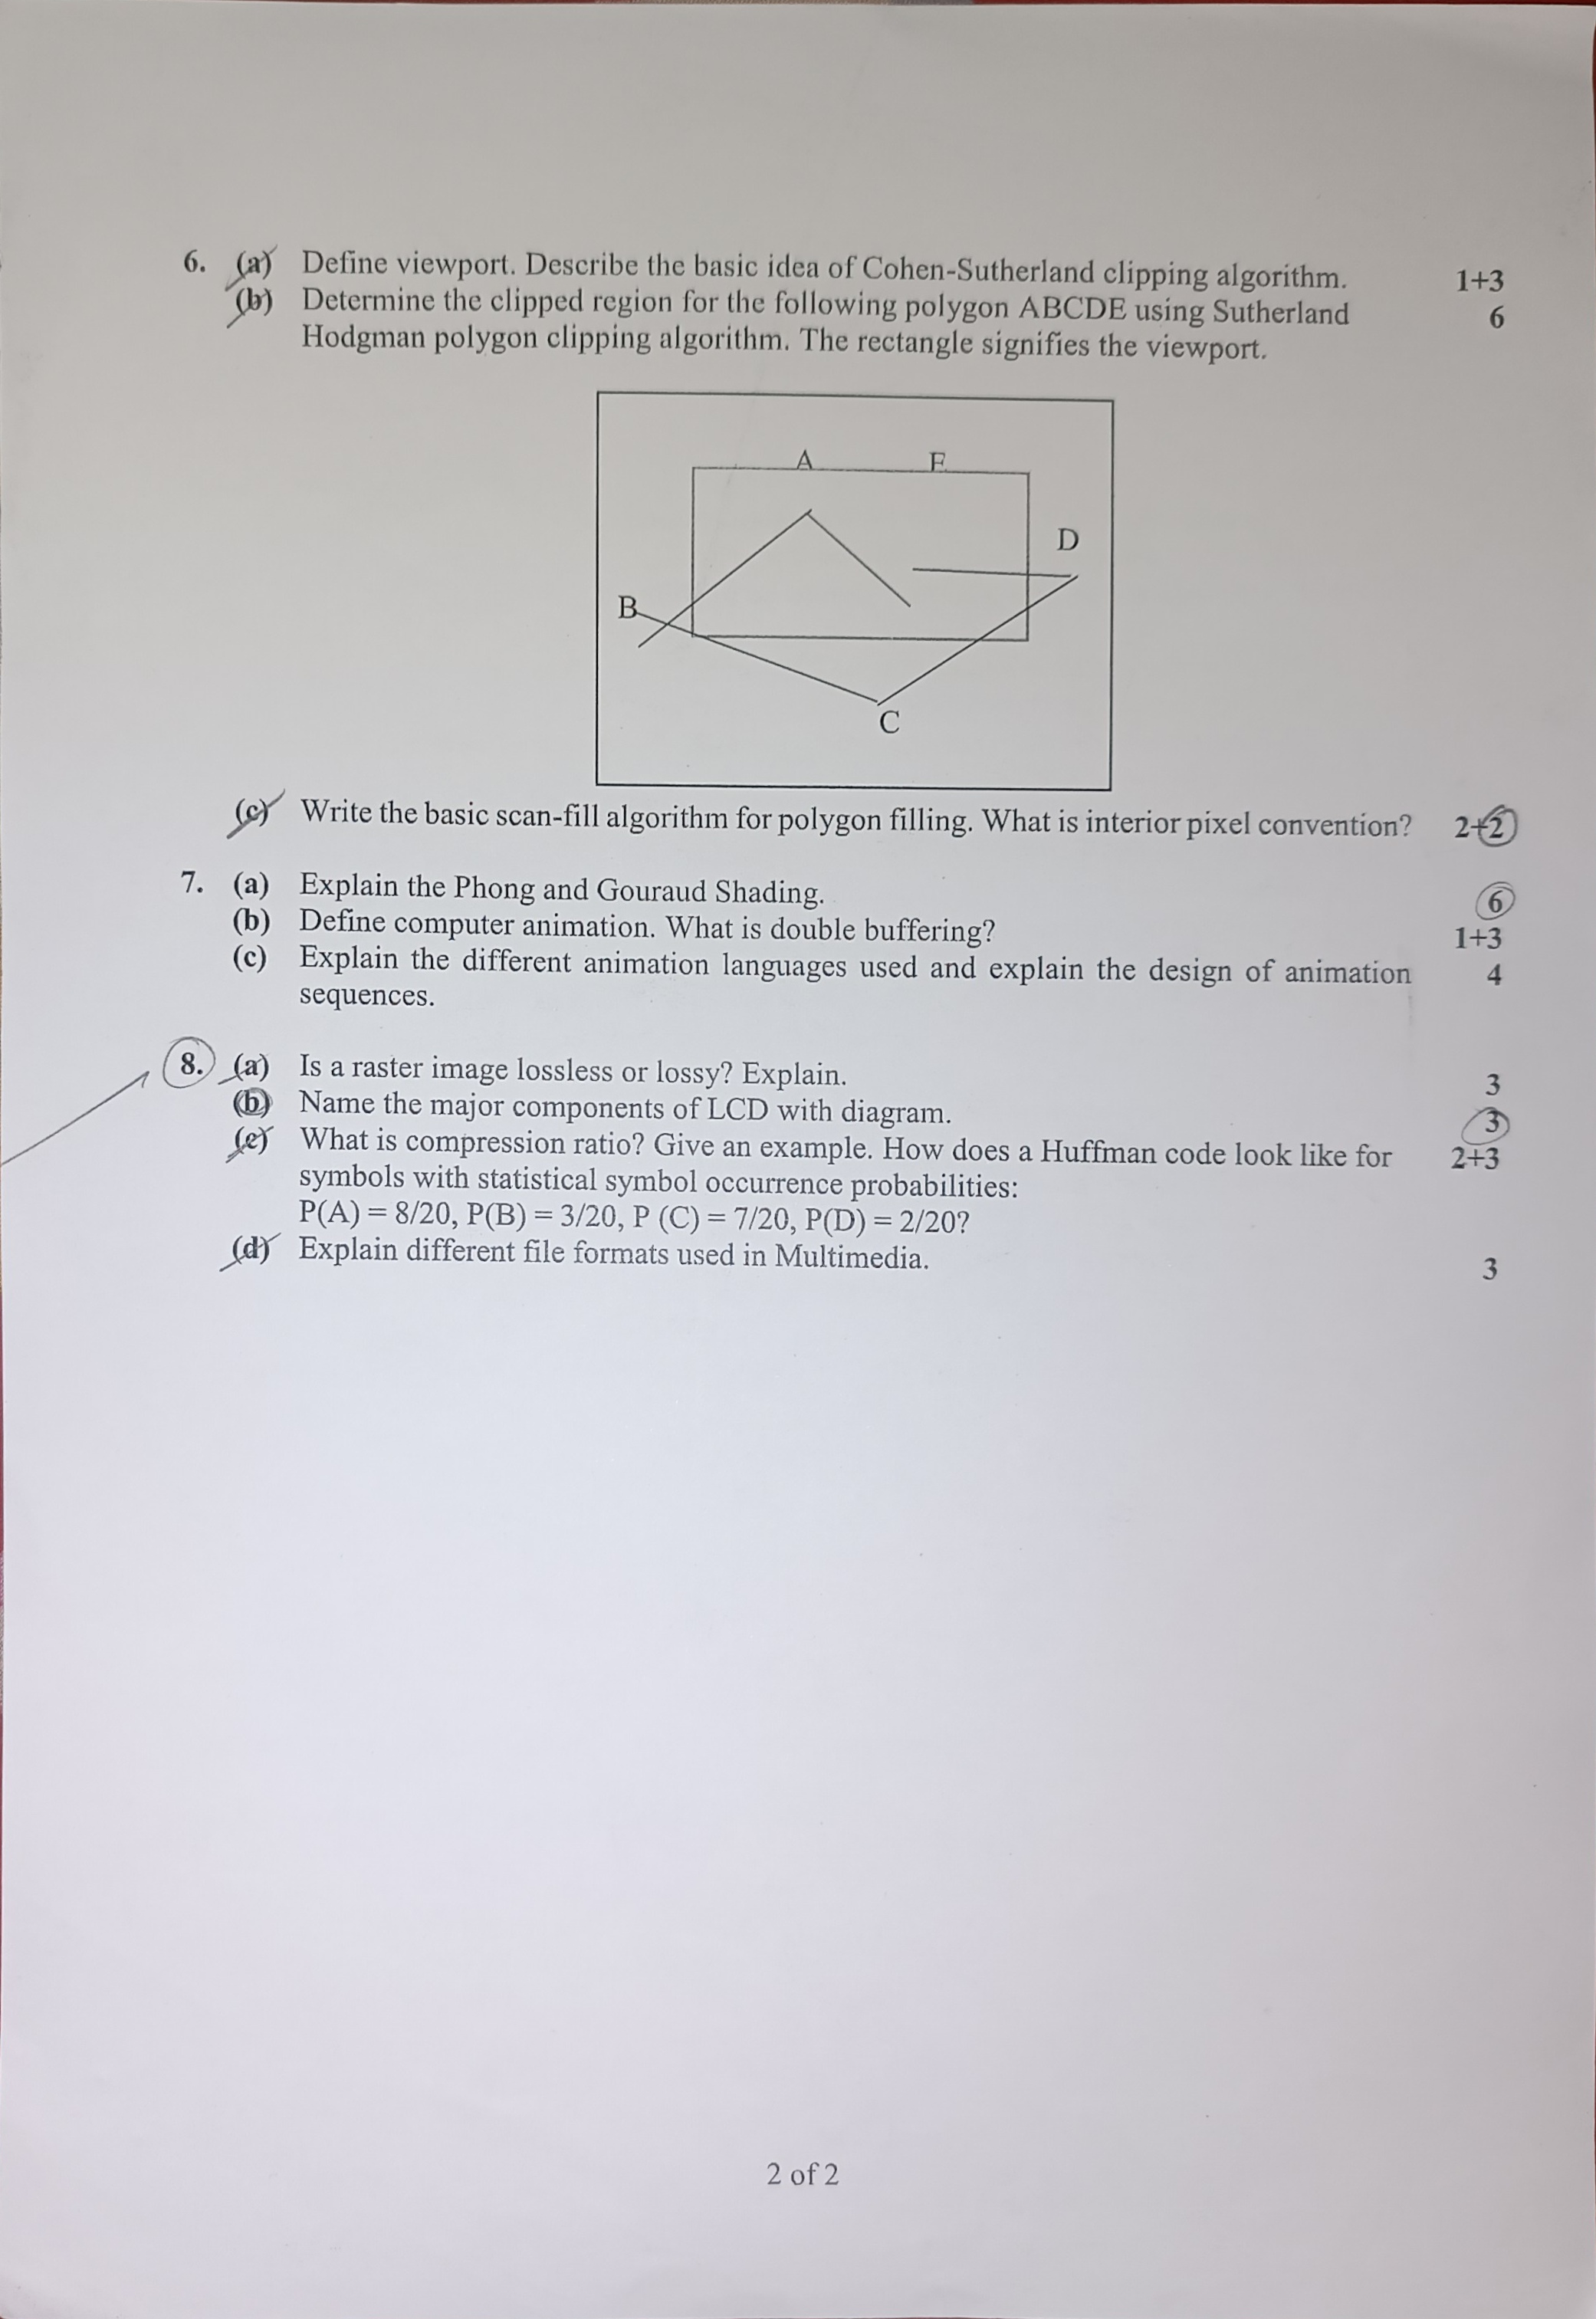 6. (a) Define viewport. Describe the basic idea of Cohen-Sutherland clipping algorithm. 1+3
(b) Determine the clipped region for the following polygon ABCDE using Sutherland 6
Hodgman polygon clipping algorithm. The rectangle signifies the viewport.
A E
D
B
C
(c) Write the basic scan-fill algorithm for polygon filling. What is interior pixel convention? 2+2
7. (a) Explain the Phong and Gouraud Shading. 6
(b) Define computer animation. What is double buffering? 1+3
(c) Explain the different animation languages used and explain the design of animation 4
sequences.
8. (a) Is a raster image lossless or lossy? Explain. 3
(b) Name the major components of LCD with diagram. 3
(c) What is compression ratio? Give an example. How does a Huffman code look like for 2+3
symbols with statistical symbol occurrence probabilities:
P(A) = 8/20, P(B) = 3/20, P (C) = 7/20, P(D) = 2/20?
(d) Explain different file formats used in Multimedia. 3
2 of 2